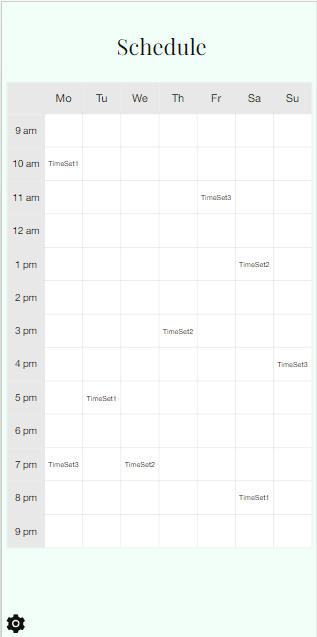 Schedule
Mo Tu We Th Fr Sa Su
9 am
10 am TimeSet1
11 am TimeSet3
12 am
1 pm TimeSet2
2 pm
3 pm TimeSet2
4 pm TimeSet3
5 pm TimeSet1
6 pm
7 pm TimeSet3 TimeSet2
8 pm TimeSet1
9 pm